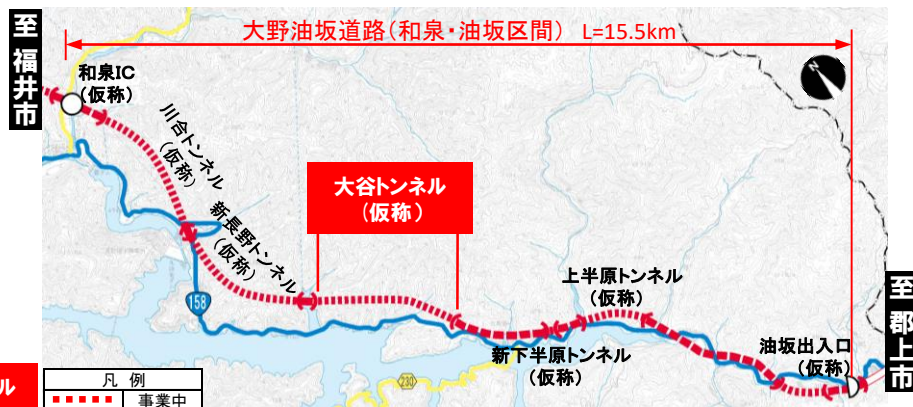 大野油坂道路(和泉・油坂区間) L=15.5km
至 福井市
和泉IC
(仮称)
川合トンネル
(仮称)
新長野トンネル
(仮称)
大谷トンネル
(仮称)
N
158
上半原トンネル
(仮称)
新下半原トンネル
(仮称)
230
油坂出入口
(仮称)
至 郡上市
ル
凡 例
事業中